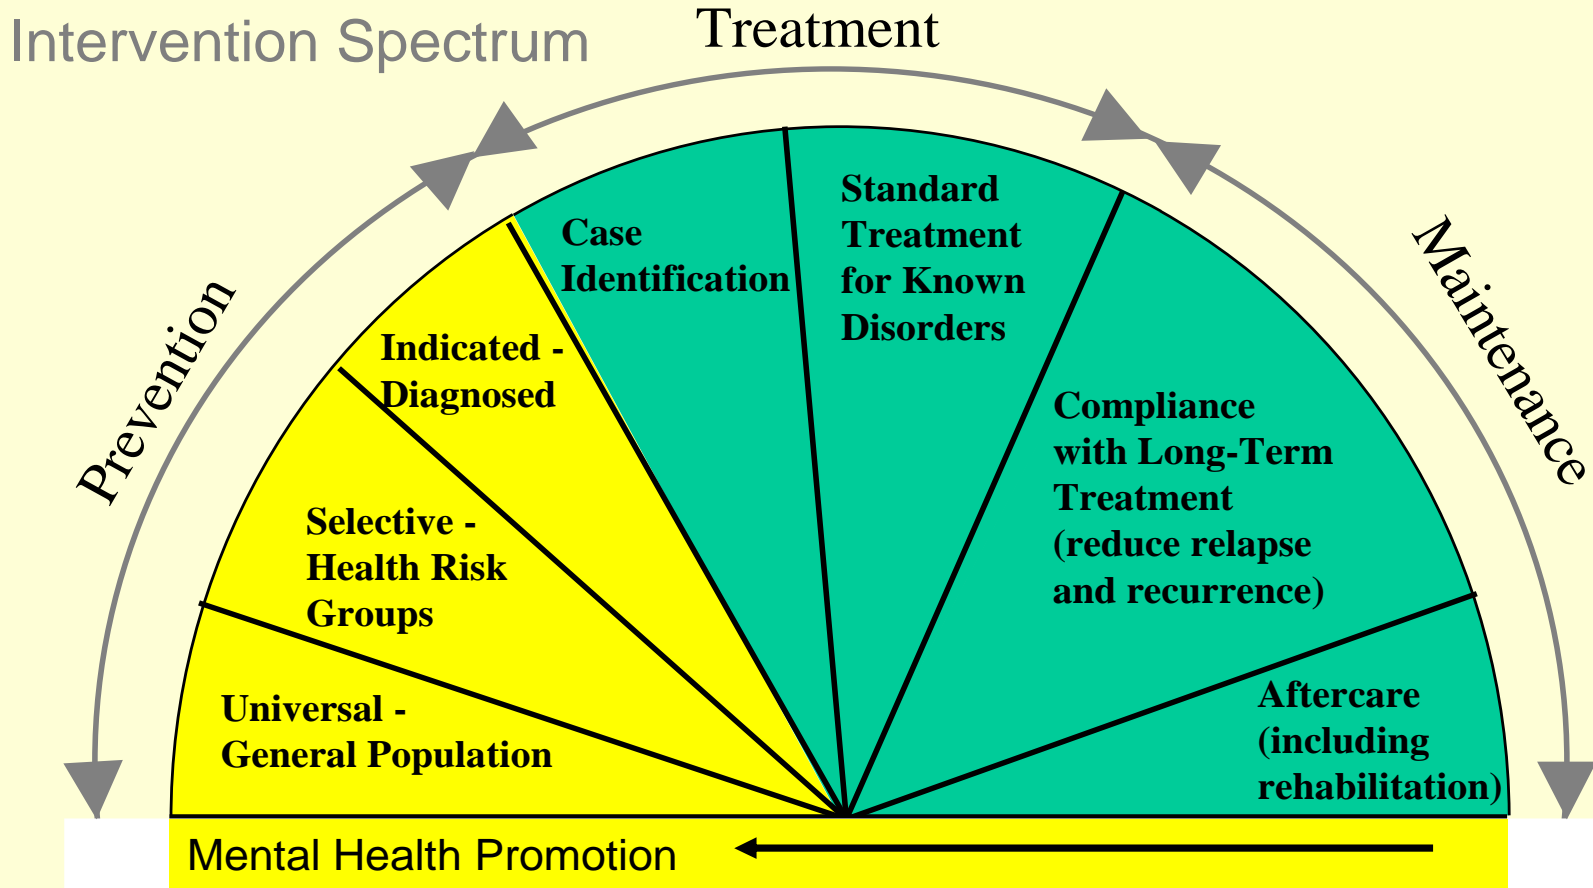 Intervention Spectrum
Treatment
Prevention
Maintenance
Universal -
General Population
Selective -
Health Risk
Groups
Indicated -
Diagnosed
Case
Identification
Standard
Treatment
for Known
Disorders
Compliance
with Long-Term
Treatment
(reduce relapse
and recurrence)
Aftercare
(including
rehabilitation)
Mental Health Promotion